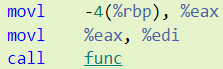 movl -4(%rbp), %eax
movl %eax, %edi
call func